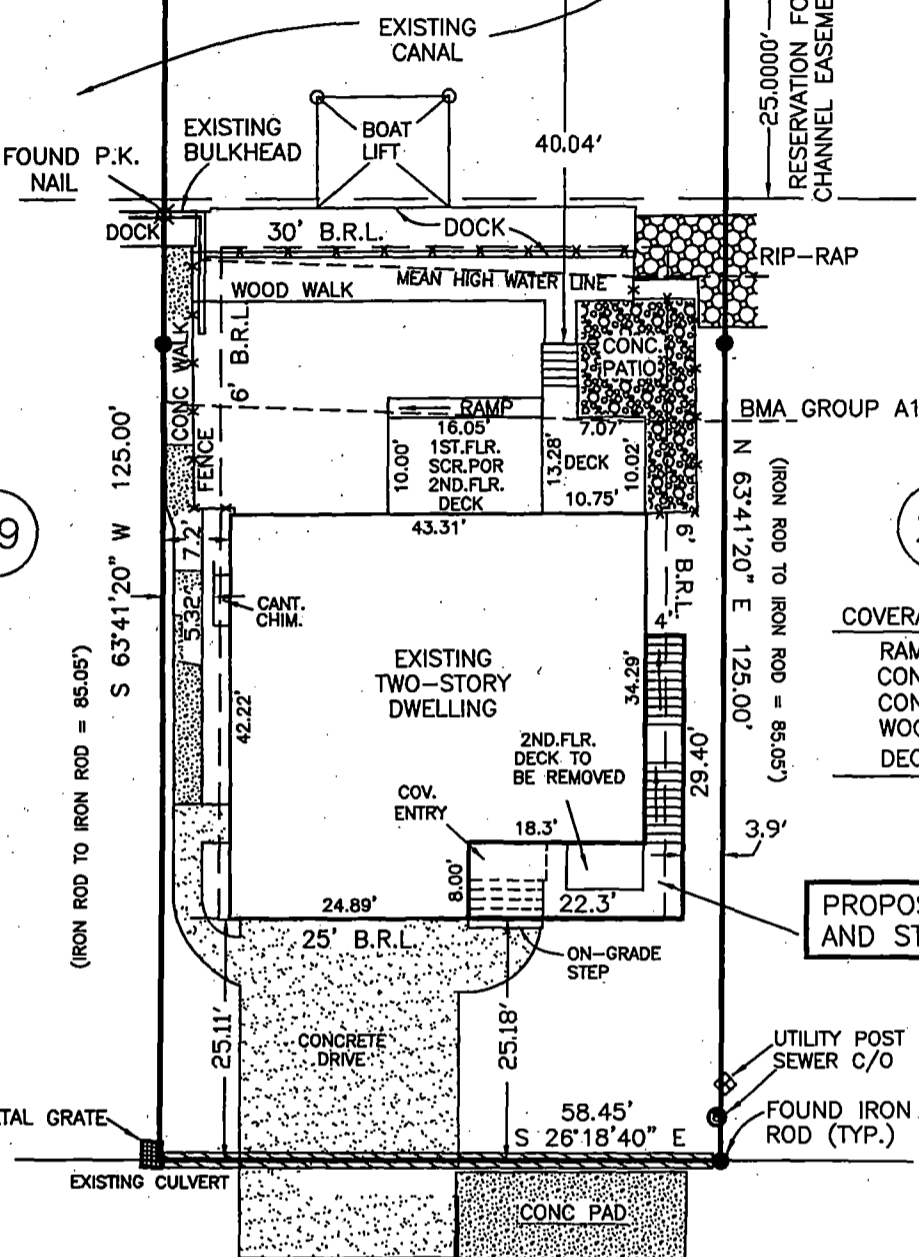 EXISTING
CANAL
25.0000'
RESERVATION FO
CHANNEL EASEME
BOAT
LIFT
40.04'
EXISTING
BULKHEAD
FOUND P.K.
NAIL
DOCK
30' B.R.L.
DOCK
RIP-RAP
MEAN HIGH WATER LINE
WOOD WALK
CONC WALK
6' B.R.L.
CONC.
PATIO
RAMP
BMA GROUP A1
16.05'
1ST.FLR.
SCR.POR
2ND.FLR.
DECK
10.00'
13.28'
7.07'
DECK
10.02'
10.75'
FENCE
43.31'
S 63°41'20" W 125.00'
(IRON ROD TO IRON ROD = 85.05')
N 63°41'20" E 125.00'
(IRON ROD TO IRON ROD = 85.05')
9
7.2'
5.32'
CANT.
CHIM.
6' B.R.L.
4'
COVERA
RAM
CON
CON
WOO
DEC
EXISTING
TWO-STORY
DWELLING
42.22'
34.29'
29.40'
2ND.FLR.
DECK TO
BE REMOVED
COV.
ENTRY
18.3'
8.00'
3.9'
24.89'
22.3'
PROPOS
AND ST
25' B.R.L.
ON-GRADE
STEP
25.11'
25.18'
CONCRETE
DRIVE
UTILITY POST
SEWER C/O
58.45'
S 26°18'40" E
FOUND IRON
ROD (TYP.)
TAL GRATE
EXISTING CULVERT
CONC PAD